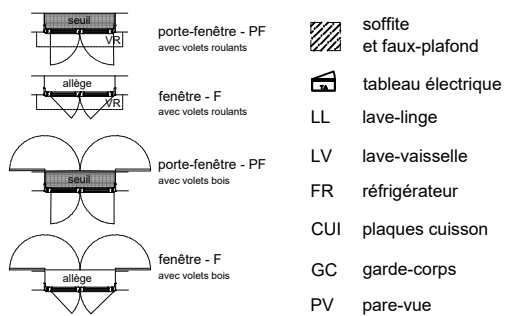 seuil
VR
porte-fenêtre - PF
avec volets roulants
allège
VR
fenêtre - F
avec volets roulants
seuil
porte-fenêtre - PF
avec volets bois
allège
fenêtre - F
avec volets bois
soffite
et faux-plafond
TA
tableau électrique
LL lave-linge
LV lave-vaisselle
FR réfrigérateur
CUI plaques cuisson
GC garde-corps
PV pare-vue